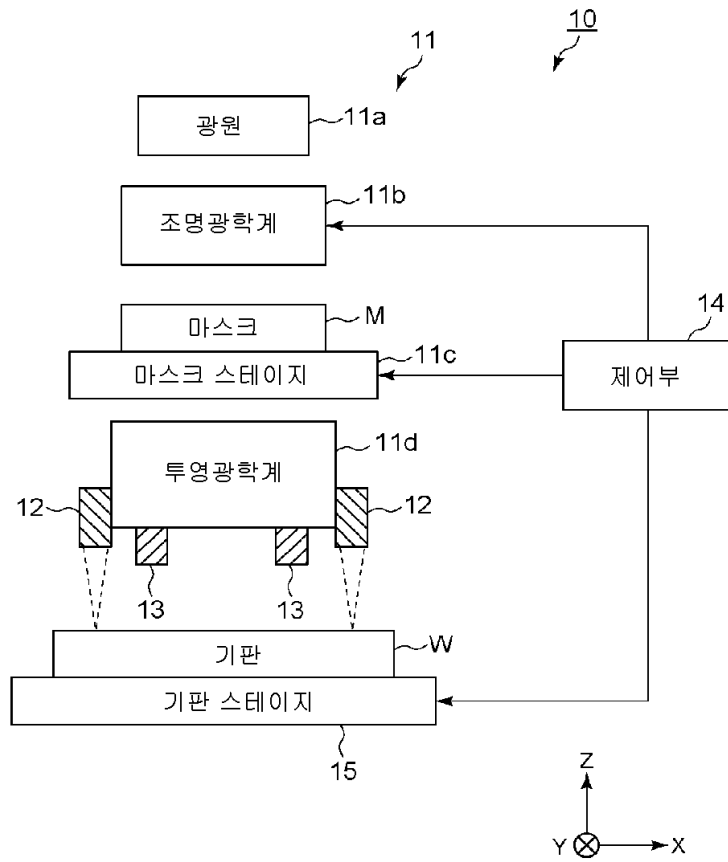 10
11
광원
11a
조명광학계
11b
마스크
M
14
마스크 스테이지
11c
제어부
투영광학계
11d
12
12
13
13
기판
W
기판 스테이지
15
Z
Y
X